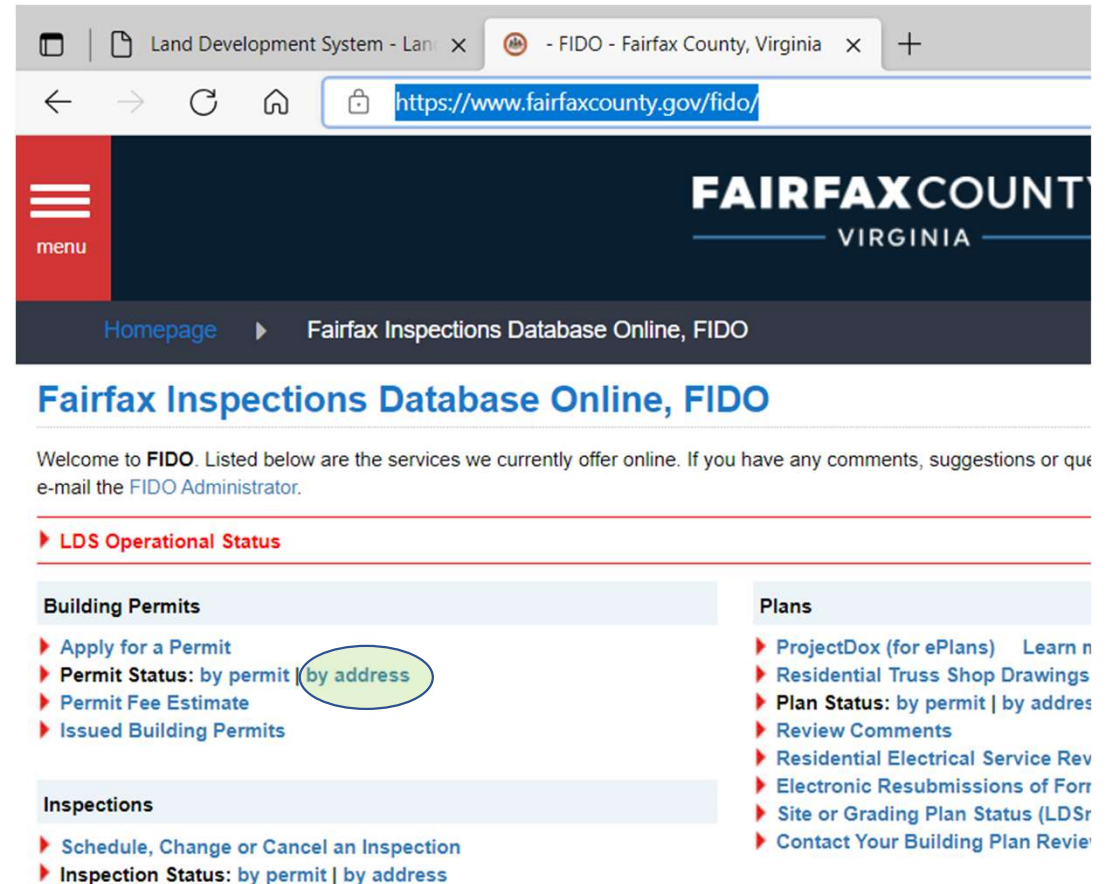 Land Development System - Lan
- FIDO - Fairfax County, Virginia
https://www.fairfaxcounty.gov/fido/
menu
FAIRFAX COUNTY
VIRGINIA
Homepage Fairfax Inspections Database Online, FIDO
Fairfax Inspections Database Online, FIDO
Welcome to FIDO. Listed below are the services we currently offer online. If you have any comments, suggestions or que
e-mail the FIDO Administrator.
LDS Operational Status
Building Permits
Apply for a Permit
Permit Status: by permit | by address
Permit Fee Estimate
Issued Building Permits
Inspections
Schedule, Change or Cancel an Inspection
Inspection Status: by permit | by address
Plans
ProjectDox (for ePlans) Learn
Residential Truss Shop Drawings
Plan Status: by permit | by addres
Review Comments
Residential Electrical Service Rev
Electronic Resubmissions of For
Site or Grading Plan Status (LDS
Contact Your Building Plan Revie